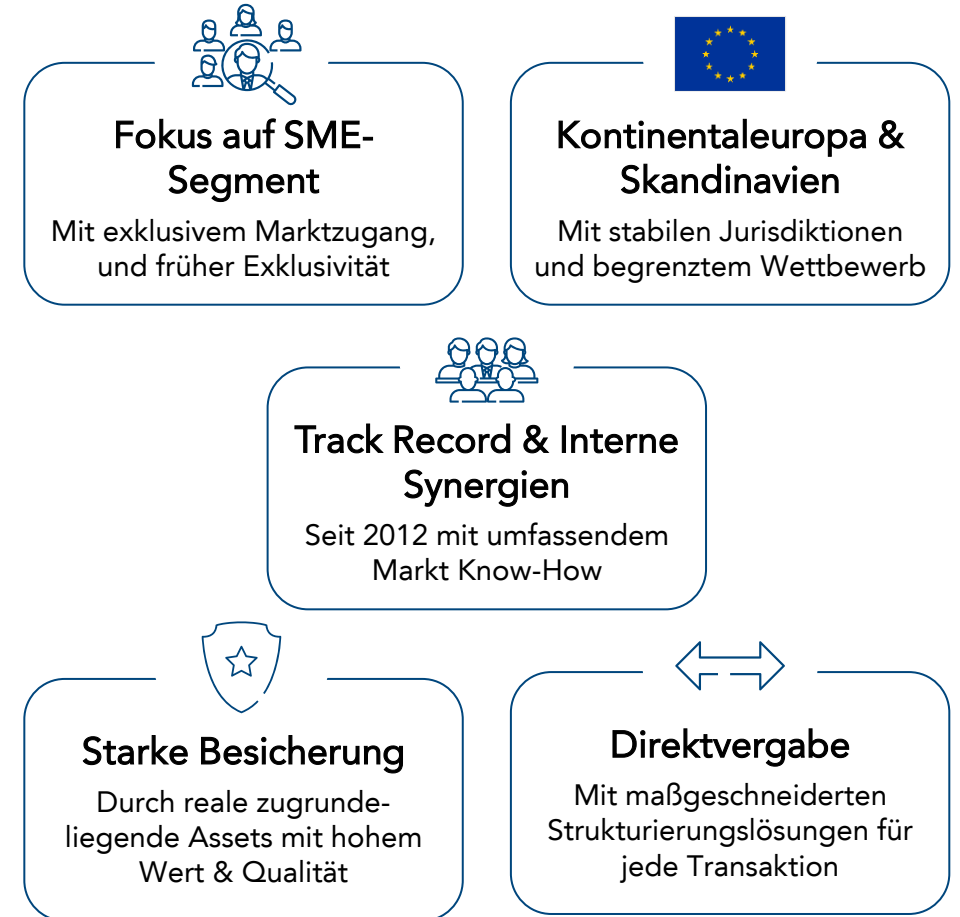 Fokus auf SME-
Segment
Mit exklusivem Marktzugang,
und früher Exklusivität
Kontinentaleuropa &
Skandinavien
Mit stabilen Jurisdiktionen
und begrenztem Wettbewerb
Track Record & Interne
Synergien
Seit 2012 mit umfassendem
Markt Know-How
Starke Besicherung
Durch reale zugrunde-
liegende Assets mit hohem
Wert & Qualität
Direktvergabe
Mit maßgeschneiderten
Strukturierungslösungen für
jede Transaktion